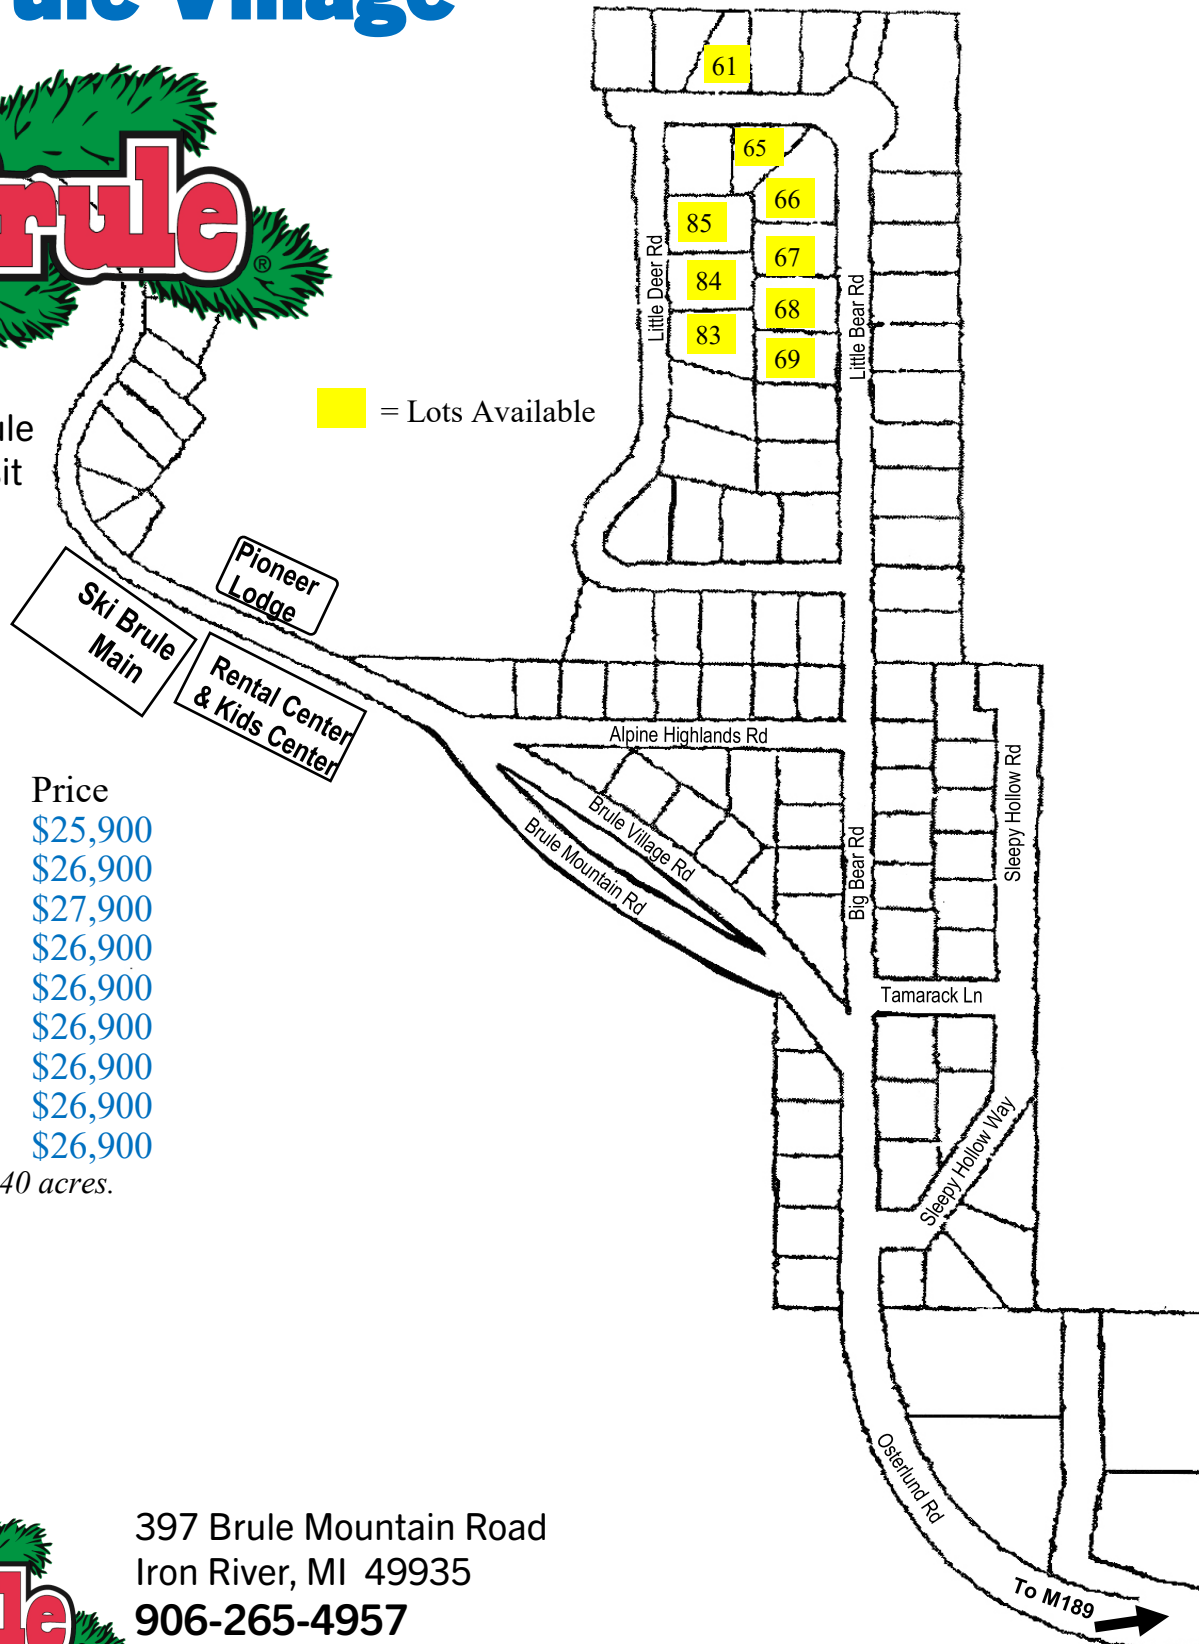 rule Village
61
65
66
85
67
84
68
83
69
Little Deer Rd
Little Bear Rd
rule®
= Lots Available
ule
sit
Pioneer
Lodge
Ski Brule
Main
Rental Center
& Kids Center
Alpine Highlands Rd
Brule Village Rd
Brule Mountain Rd
Big Bear Rd
Sleepy Hollow Rd
Tamarack Ln
Sleepy Hollow Way
Price
$25,900
$26,900
$27,900
$26,900
$26,900
$26,900
$26,900
$26,900
$26,900
40 acres.
Osterlund Rd
To M189
le
397 Brule Mountain Road
Iron River, MI 49935
906-265-4957